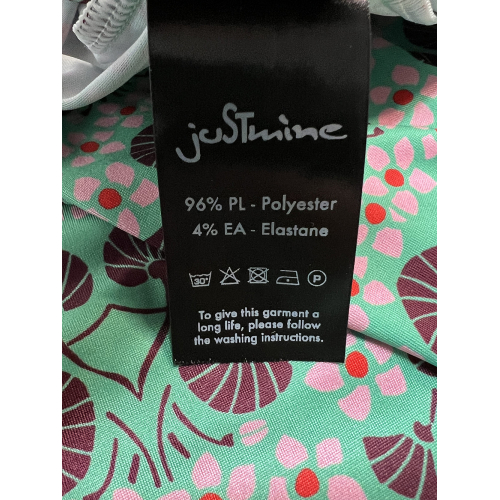 juSTmine
96% PL - Polyester
4% EA - Elastane
30° P
To give this garment a
long life, please follow
the washing instructions.